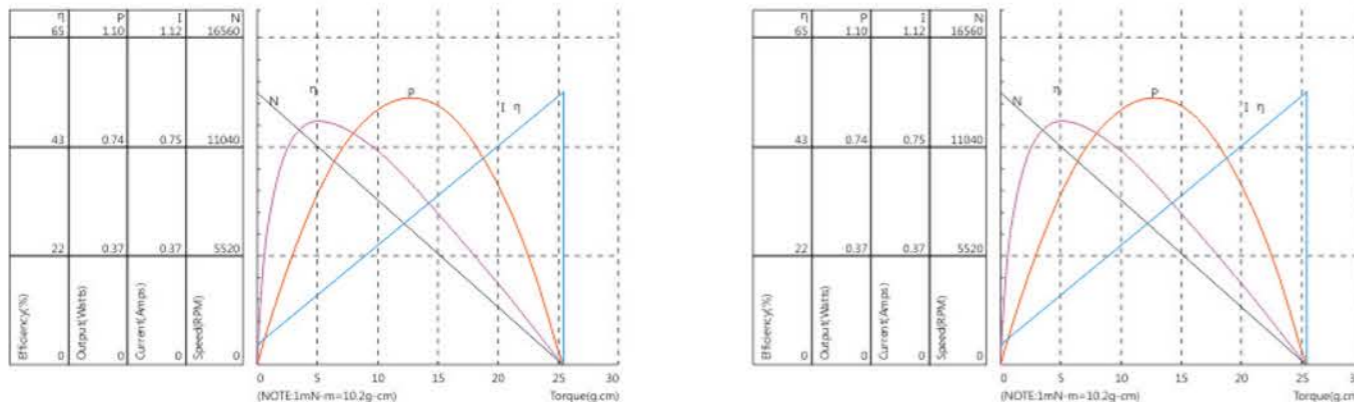 η P I N
65 1.10 1.12 16560
43 0.74 0.75 11040
22 0.37 0.37 5520
Efficiency(%) Output(Watts) Current(Amps) Speed(RPM)
0 0 0 0
N η P I η
0 5 10 15 20 25 30
(NOTE:1mN-m=10.2g-cm) Torque(g.cm)
η P I N
65 1.10 1.12 16560
43 0.74 0.75 11040
22 0.37 0.37 5520
Efficiency(%) Output(Watts) Current(Amps) Speed(RPM)
0 0 0 0
N η P I η
0 5 10 15 20 25 30
(NOTE:1mN-m=10.2g-cm) Torque(g.cm